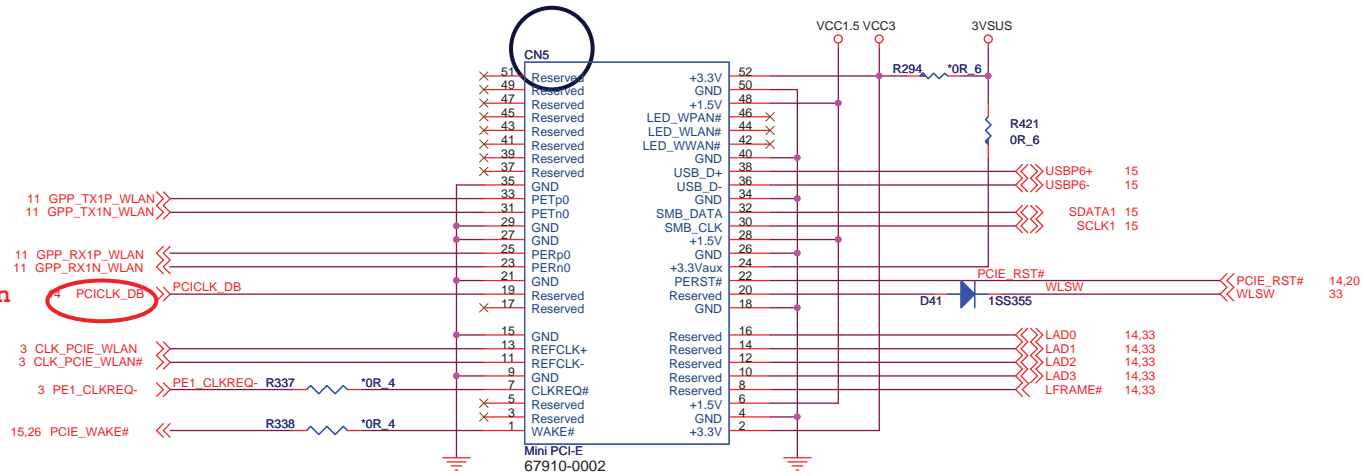 VCC1.5 VCC3 3VSUS
CN5
R294 *0R_6
R421
0R_6
51 Reserved
49 Reserved
47 Reserved
45 Reserved
43 Reserved
41 Reserved
39 Reserved
37 Reserved
35 GND
11 GPP_TX1P_WLAN 33 PETp0
11 GPP_TX1N_WLAN 31 PETn0
29 GND
27 GND
11 GPP_RX1P_WLAN 25 PERp0
11 GPP_RX1N_WLAN 23 PERn0
21 GND
n PCICLK_DB PCICLK_DB 19 Reserved
17 Reserved
15 GND
3 CLK_PCIE_WLAN 13 REFCLK+
3 CLK_PCIE_WLAN# 11 REFCLK-
9 GND
3 PE1_CLKREQ- PE1_CLKREQ- R337 *0R_4 7 CLKREQ#
5 Reserved
3 Reserved
15,26 PCIE_WAKE# R338 *0R_4 1 WAKE#
+3.3V 52
GND 50
+1.5V 48
LED_WPAN# 46
LED_WLAN# 44
LED_WWAN# 42
GND 40
USB_D+ 38 USBP6+ 15
USB_D- 36 USBP6- 15
GND 34
SMB_DATA 32 SDATA1 15
SMB_CLK 30 SCLK1 15
+1.5V 28
GND 26
+3.3Vaux 24
PERST# 22 PCIE_RST# PCIE_RST# 14,20
Reserved 20 WLSW WLSW 33
D41 1SS355
GND 18
Reserved 16 LAD0 14,33
Reserved 14 LAD1 14,33
Reserved 12 LAD2 14,33
Reserved 10 LAD3 14,33
Reserved 8 LFRAME# 14,33
+1.5V 6
GND 4
+3.3V 2
Mini PCI-E
67910-0002